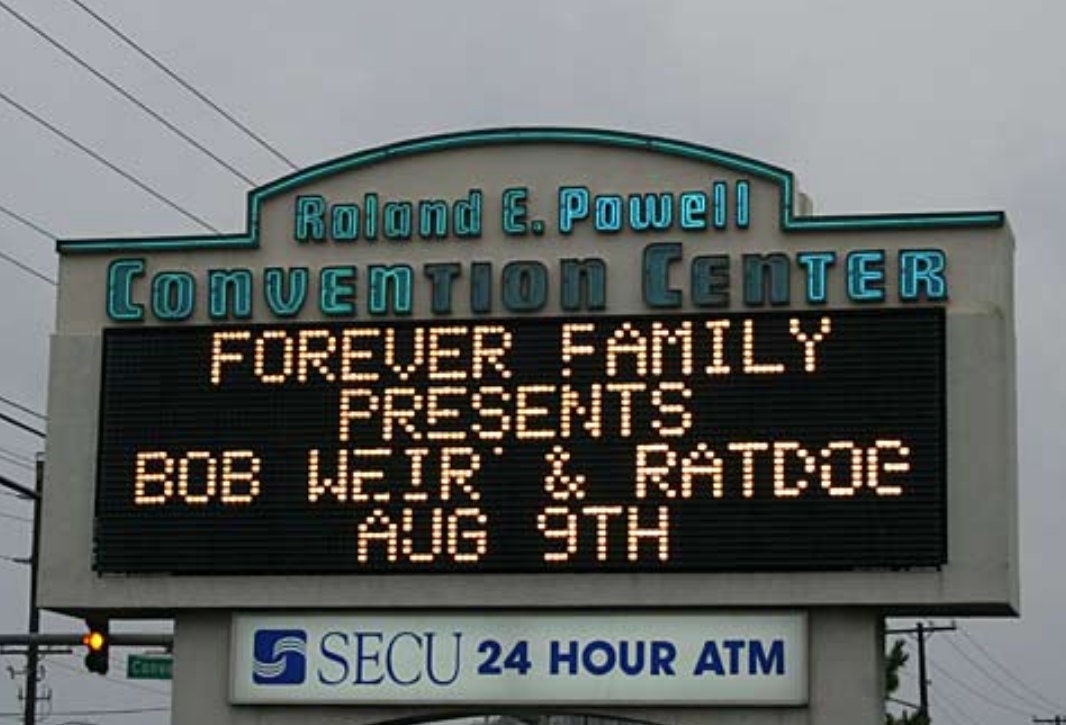 Roland E. Powell
CONVENTION CENTER
FOREVER FAMILY
PRESENTS
BOB WEIR & RATDOG
AUG 9TH
SECU 24 HOUR ATM